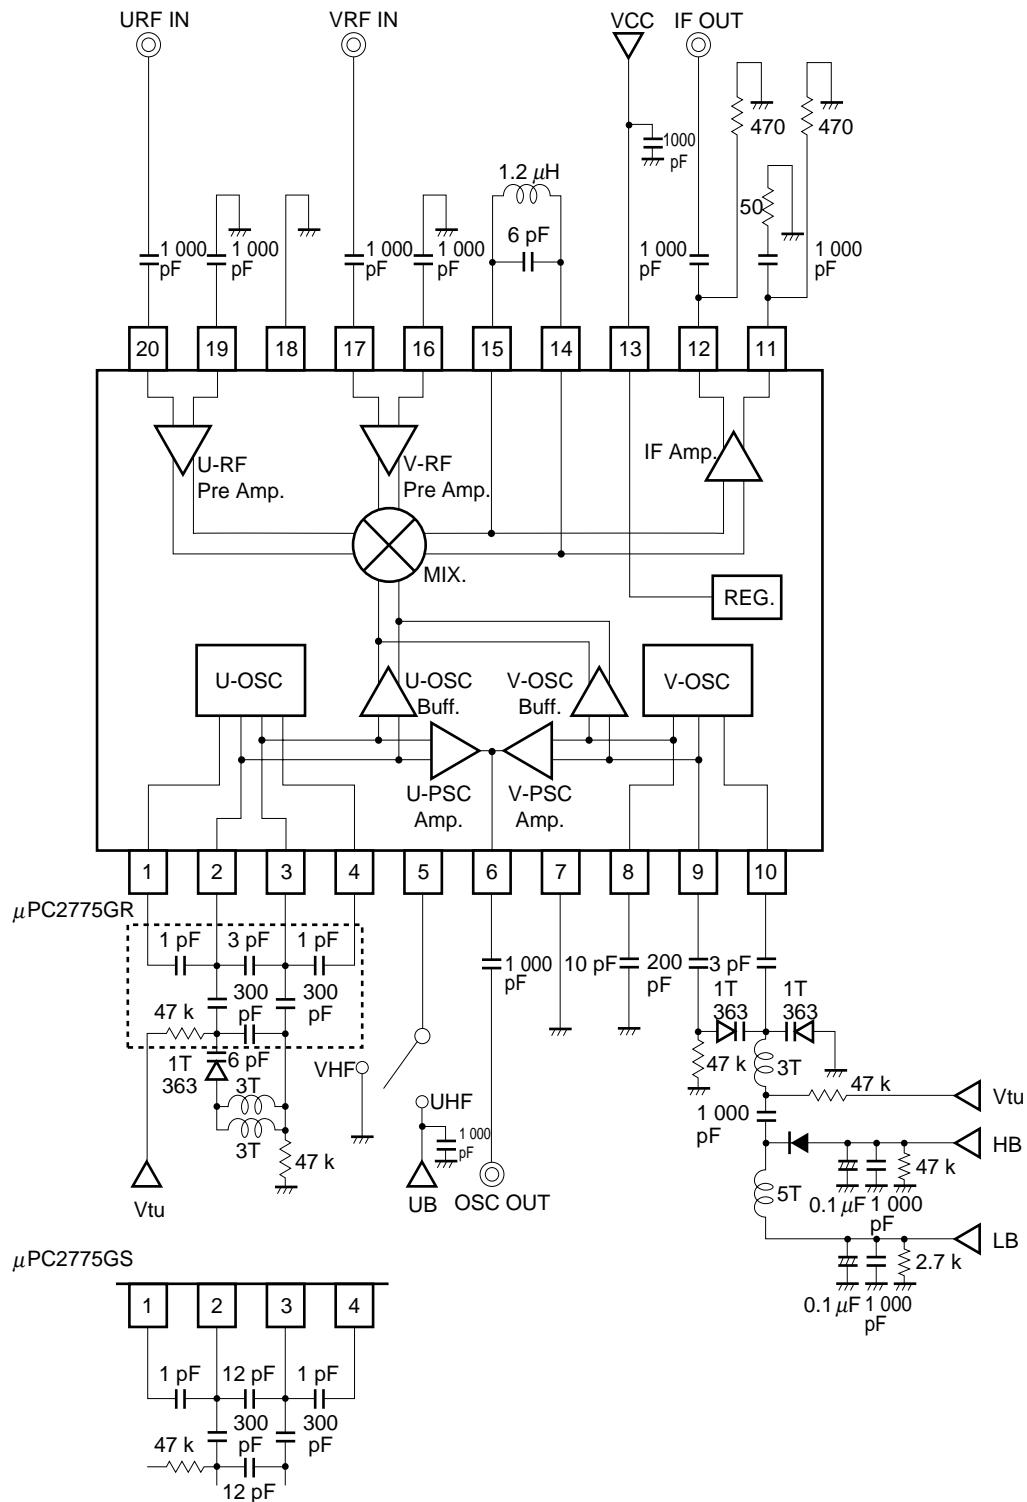 URF IN
VRF IN
VCC
IF OUT
470
470
1000
pF
1.2 μH
50
6 pF
1 000
pF
1 000
pF
1 000
pF
1 000
pF
1 000
pF
1 000
pF
20
19
18
17
16
15
14
13
12
11
U-RF
Pre Amp.
V-RF
Pre Amp.
IF Amp.
MIX.
REG.
U-OSC
U-OSC
Buff.
V-OSC
Buff.
V-OSC
U-PSC
Amp.
V-PSC
Amp.
1
2
3
4
5
6
7
8
9
10
μPC2775GR
1 pF
3 pF
1 pF
300
pF
300
pF
47 k
6 pF
1T
363
3T
3T
47 k
Vtu
VHF
UHF
1 000
pF
UB
1 000
pF
OSC OUT
10 pF
200
pF
3 pF
1T
363
1T
363
47 k
3T
47 k
Vtu
1 000
pF
HB
47 k
0.1 μF
1 000
pF
5T
LB
2.7 k
0.1 μF
1 000
pF
μPC2775GS
1
2
3
4
1 pF
12 pF
1 pF
300
pF
300
pF
47 k
12 pF